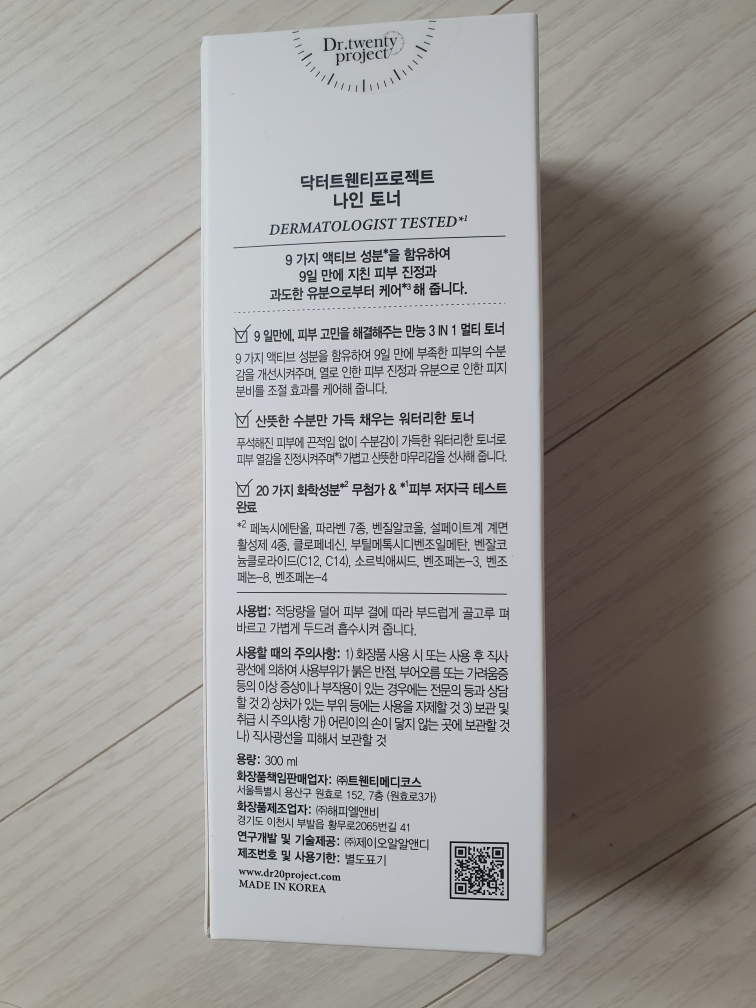 Dr.twenty
project
닥터트웬티프로젝트
나인 토너
DERMATOLOGIST TESTED*1
9 가지 액티브 성분*을 함유하여
9일 만에 지친 피부 진정과
과도한 유분으로부터 케어*3 해 줍니다.
9 일만에, 피부 고민을 해결해주는 만능 3 IN 1 멀티 토너
9 가지 액티브 성분을 함유하여 9일 만에 부족한 피부의 수분
감을 개선시켜주며, 열로 인한 피부 진정과 유분으로 인한 피지
분비를 조절 효과를 케어해 줍니다.
산뜻한 수분만 가득 채우는 워터리한 토너
푸석해진 피부에 끈적임 없이 수분감이 가득한 워터리한 토너로
피부 열감을 진정시켜주며*3 가볍고 산뜻한 마무리감을 선사해 줍니다.
20 가지 화학성분*2 무첨가 & *1피부 저자극 테스트
완료
*2 페녹시에탄올, 파라벤 7종, 벤질알코올, 설페이트계 계면
활성제 4종, 클로페네신, 부틸메톡시디벤조일메탄, 벤잘코
늄클로라이드(C12, C14), 소르빅애씨드, 벤조페논-3, 벤조
페논-8, 벤조페논-4
사용법: 적당량을 덜어 피부 결에 따라 부드럽게 골고루 펴
바르고 가볍게 두드려 흡수시켜 줍니다.
사용할 때의 주의사항: 1) 화장품 사용 시 또는 사용 후 직사
광선에 의하여 사용부위가 붉은 반점, 부어오름 또는 가려움증
등의 이상 증상이나 부작용이 있는 경우에는 전문의 등과 상담
할 것 2) 상처가 있는 부위 등에는 사용을 자제할 것 3) 보관 및
취급 시 주의사항 가) 어린이의 손이 닿지 않는 곳에 보관할 것
나) 직사광선을 피해서 보관할 것
용량: 300 ml
화장품책임판매업자: ㈜트웬티메디코스
서울특별시 용산구 원효로 152, 7층 (원효로3가)
화장품제조업자: ㈜해피엘앤비
경기도 이천시 부발읍 황무로2065번길 41
연구개발 및 기술제공: ㈜제이오알알앤디
제조번호 및 사용기한: 별도표기
www.dr20project.com
MADE IN KOREA